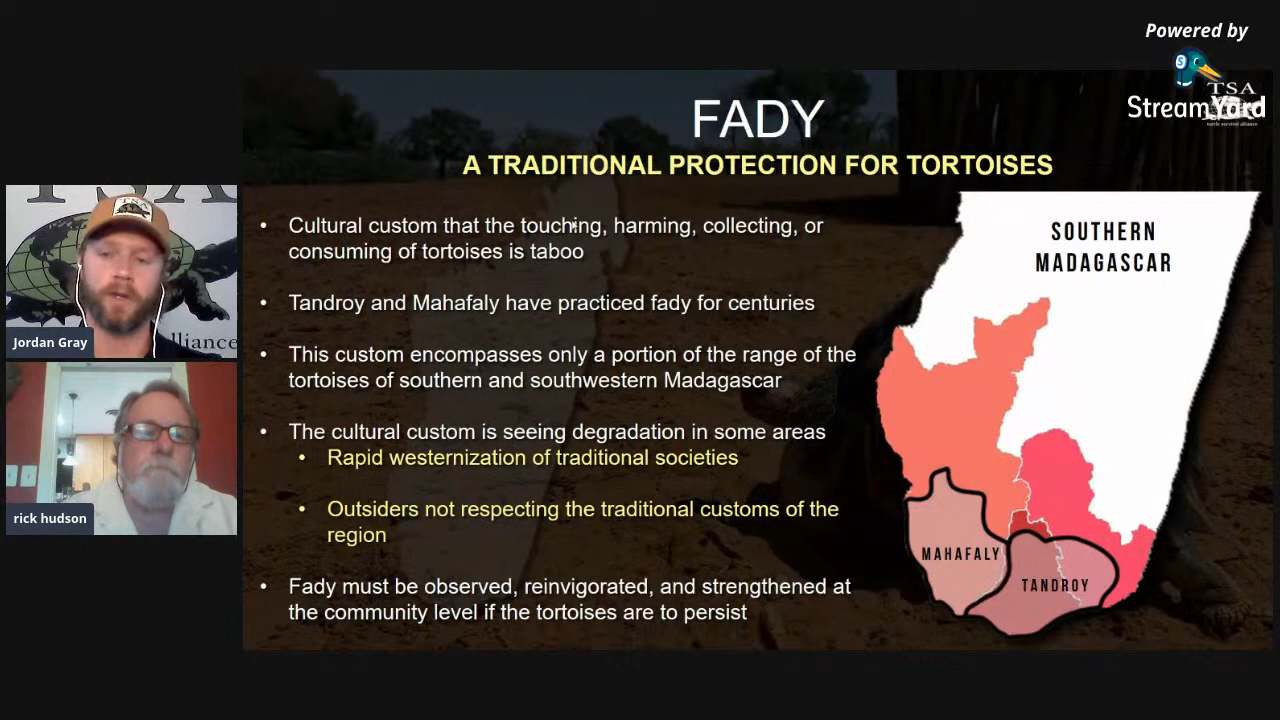 Powered by
StreamYard
TSA
FADY
A TRADITIONAL PROTECTION FOR TORTOISES
• Cultural custom that the touching, harming, collecting, or
consuming of tortoises is taboo
• Tandroy and Mahafaly have practiced fady for centuries
• This custom encompasses only a portion of the range of the
tortoises of southern and southwestern Madagascar
• The cultural custom is seeing degradation in some areas
• Rapid westernization of traditional societies
• Outsiders not respecting the traditional customs of the
region
• Fady must be observed, reinvigorated, and strengthened at
the community level if the tortoises are to persist
SOUTHERN
MADAGASCAR
MAHAFALY
TANDROY
TSA
TSA
lliance
Jordan Gray
rick hudson